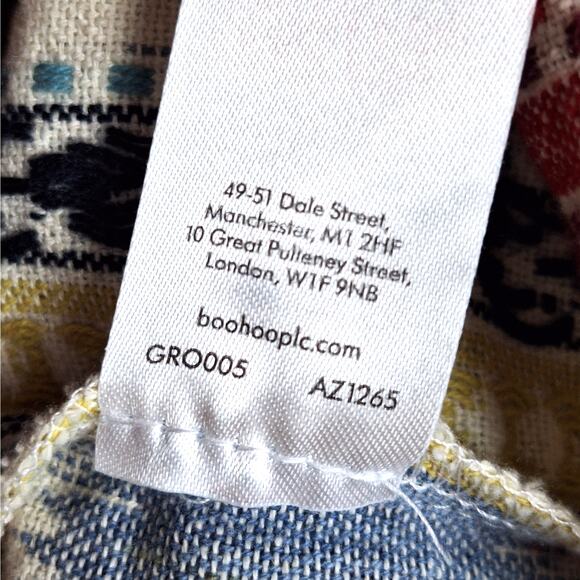 49-51 Dale Street,
Manchester, M1 2HF
10 Great Pulteney Street,
London, W1F 9NB
boohooplc.com
GRO005 AZ1265